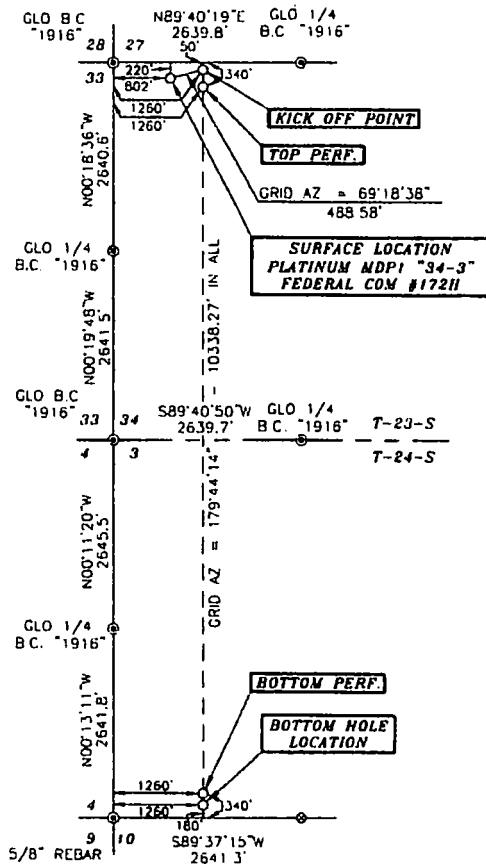 GLO B C
"1916"
N89°40'19"E
2639.8'
GLO 1/4
B.C "1916"
28 27
50'
33
220'
802'
340'
1260'
1260'
KICK OFF POINT
TOP PERF.
GRID AZ = 69°18'38"
488 58'
N00°18'36"W
2640.6'
SURFACE LOCATION
PLATINUM MDP1 "34-3"
FEDERAL COM #172H
GLO 1/4
B.C. "1916"
N00°19'48"W
2641.5'
GLO B.C
"1916"
33 34
S89°40'50"W
2639.7'
GLO 1/4
B C. "1916"
T-23-S
4 3
T-24-S
GRID AZ = 179°44'14" - 10338.27' IN ALL
N00°11'20"W
2645.5'
GLO 1/4
B C. "1916"
N00°13'11"W
2641.8'
BOTTOM PERF.
BOTTOM HOLE
LOCATION
1260'
4
1260'
340'
180'
9 10
S89°37'15"W
2641 3'
5/8" REBAR